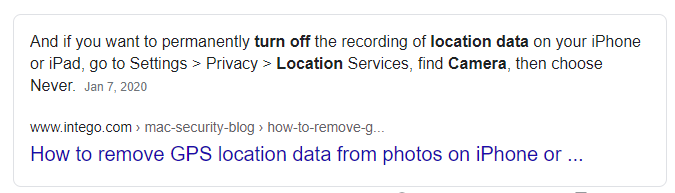 And if you want to permanently turn off the recording of location data on your iPhone
or iPad, go to Settings > Privacy > Location Services, find Camera, then choose
Never. Jan 7, 2020
www.intego.com › mac-security-blog › how-to-remove-g...
How to remove GPS location data from photos on iPhone or ...